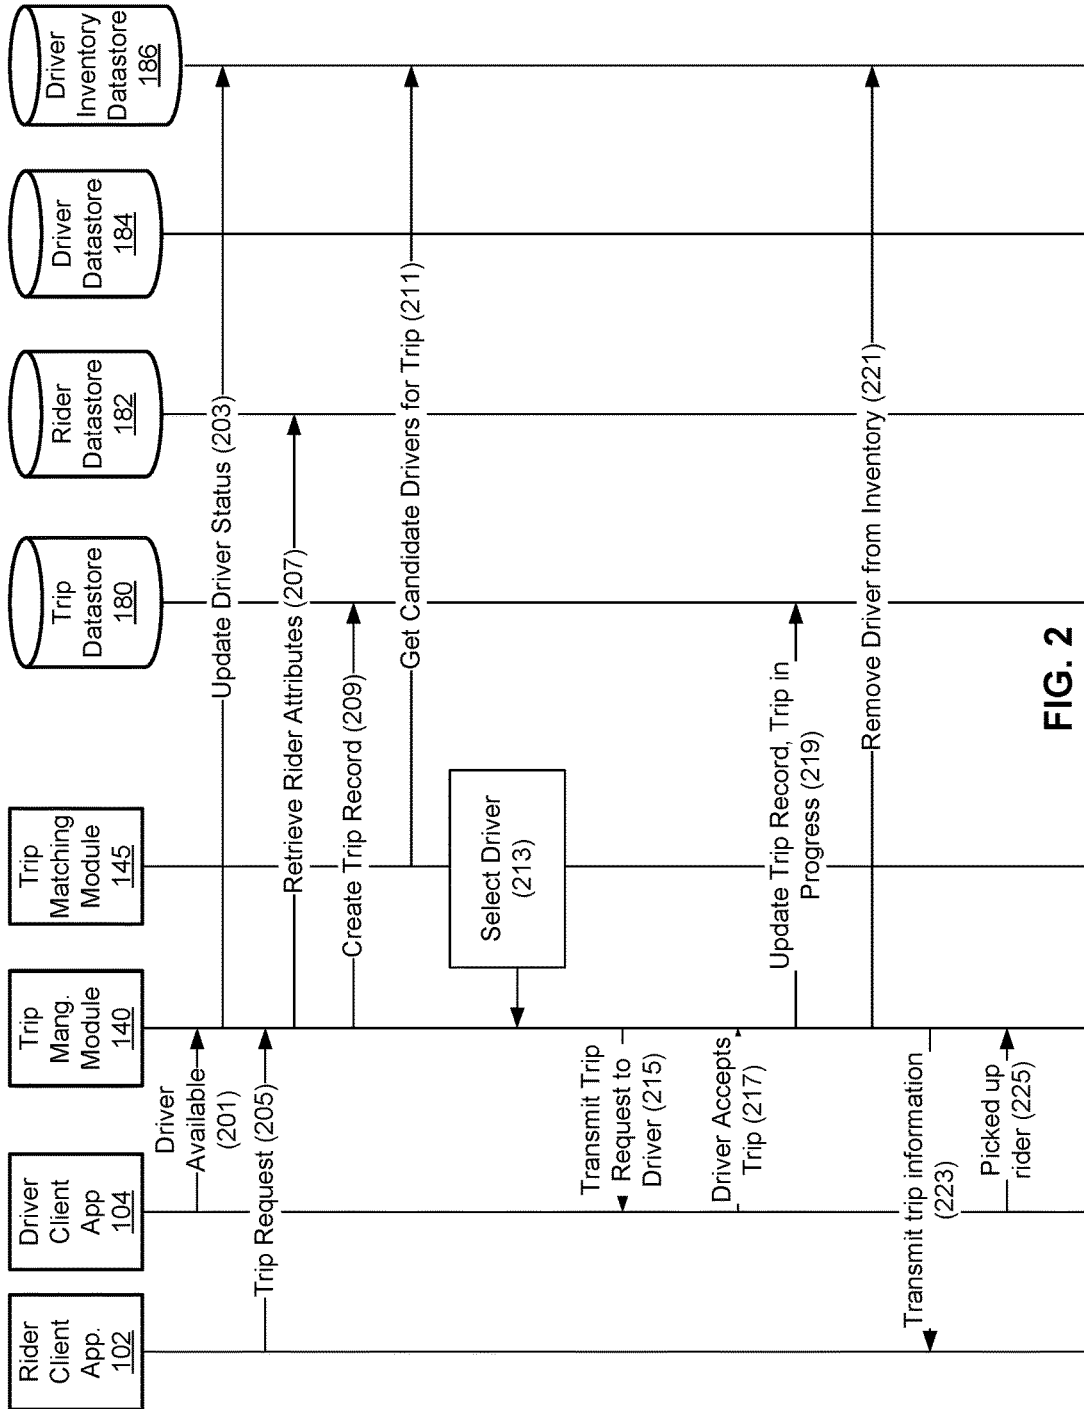 Rider
Client
App.
102
Driver
Client
App
104
Trip
Mang.
Module
140
Trip
Matching
Module
145
Trip
Datastore
180
Rider
Datastore
182
Driver
Datastore
184
Driver
Inventory
Datastore
186
Driver
Available
(201)
Update Driver Status (203)
Trip Request (205)
Retrieve Rider Attributes (207)
Create Trip Record (209)
Get Candidate Drivers for Trip (211)
Select Driver
(213)
Transmit Trip
Request to
Driver (215)
Driver Accepts
Trip (217)
Update Trip Record, Trip in
Progress (219)
Remove Driver from Inventory (221)
Transmit trip information
(223)
Picked up
rider (225)
FIG. 2